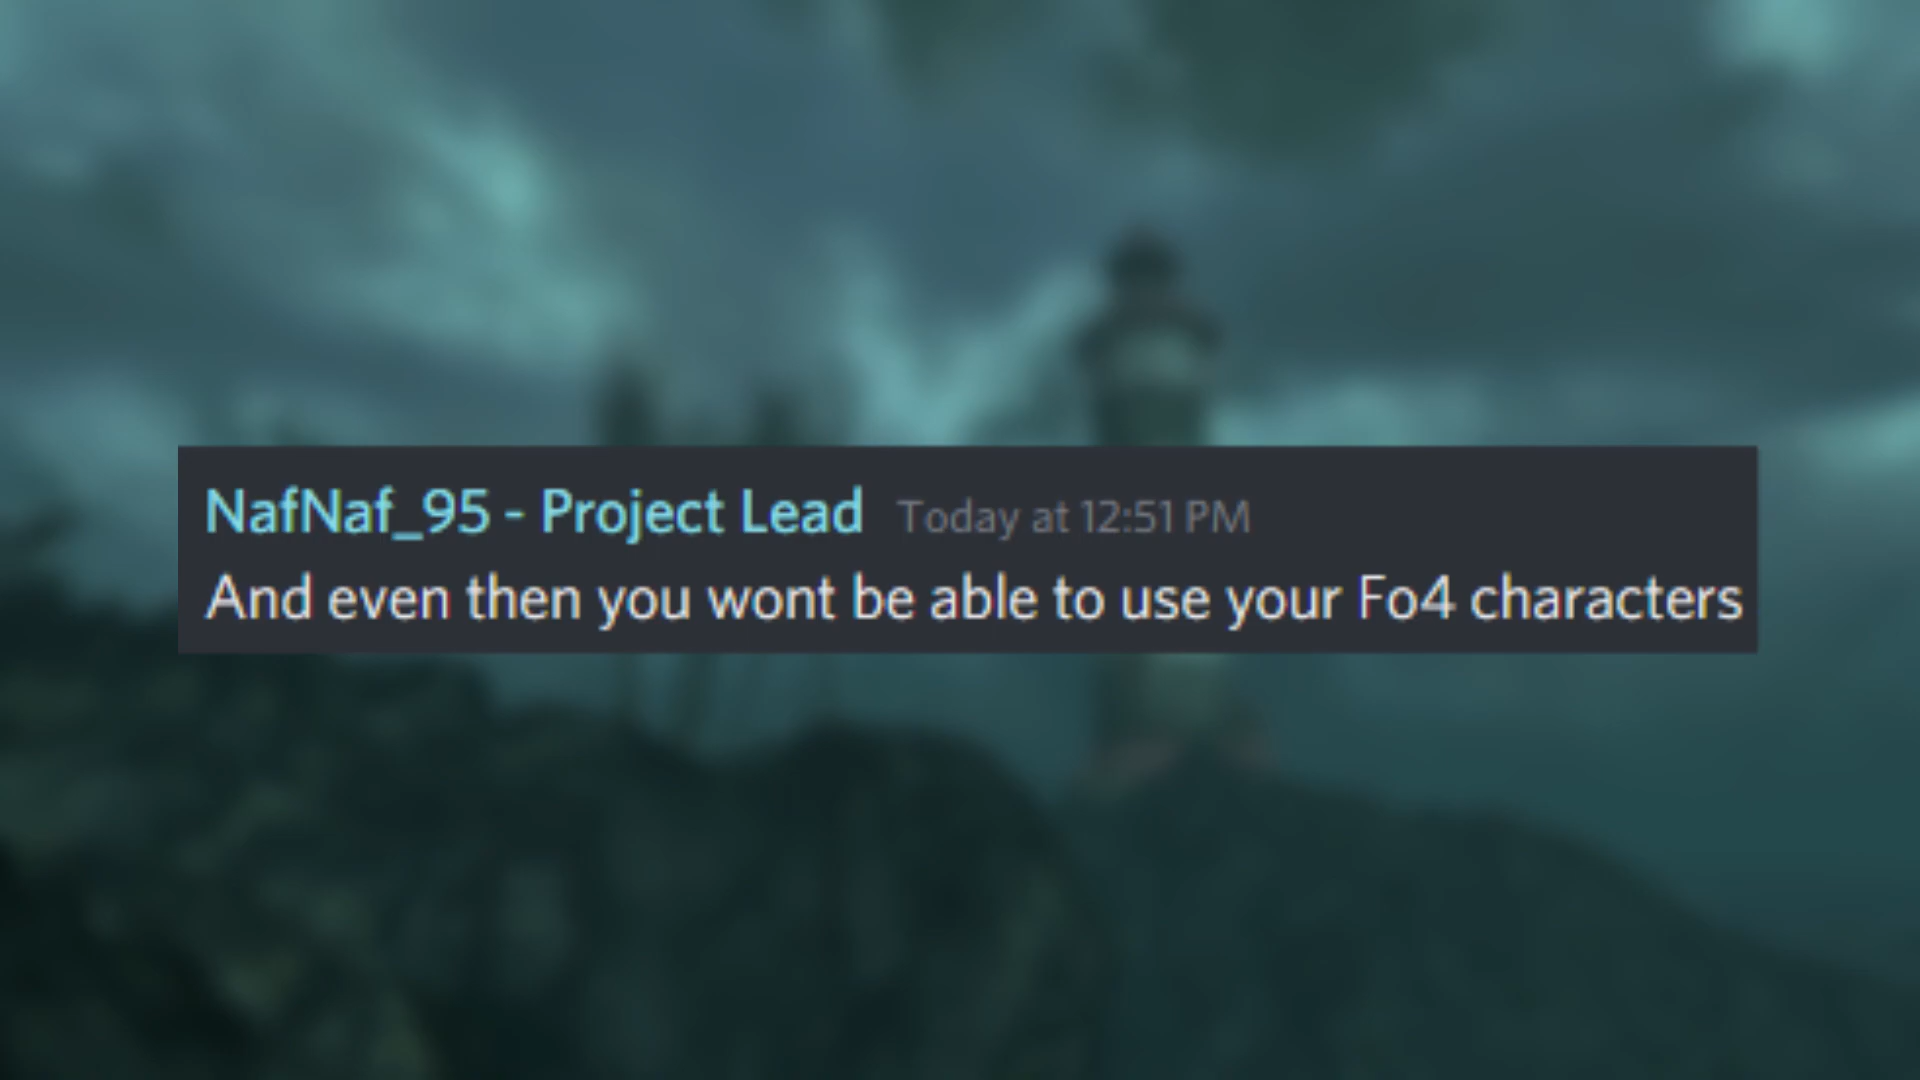 NafNaf_95 - Project Lead Today at 12:51 PM
And even then you wont be able to use your Fo4 characters